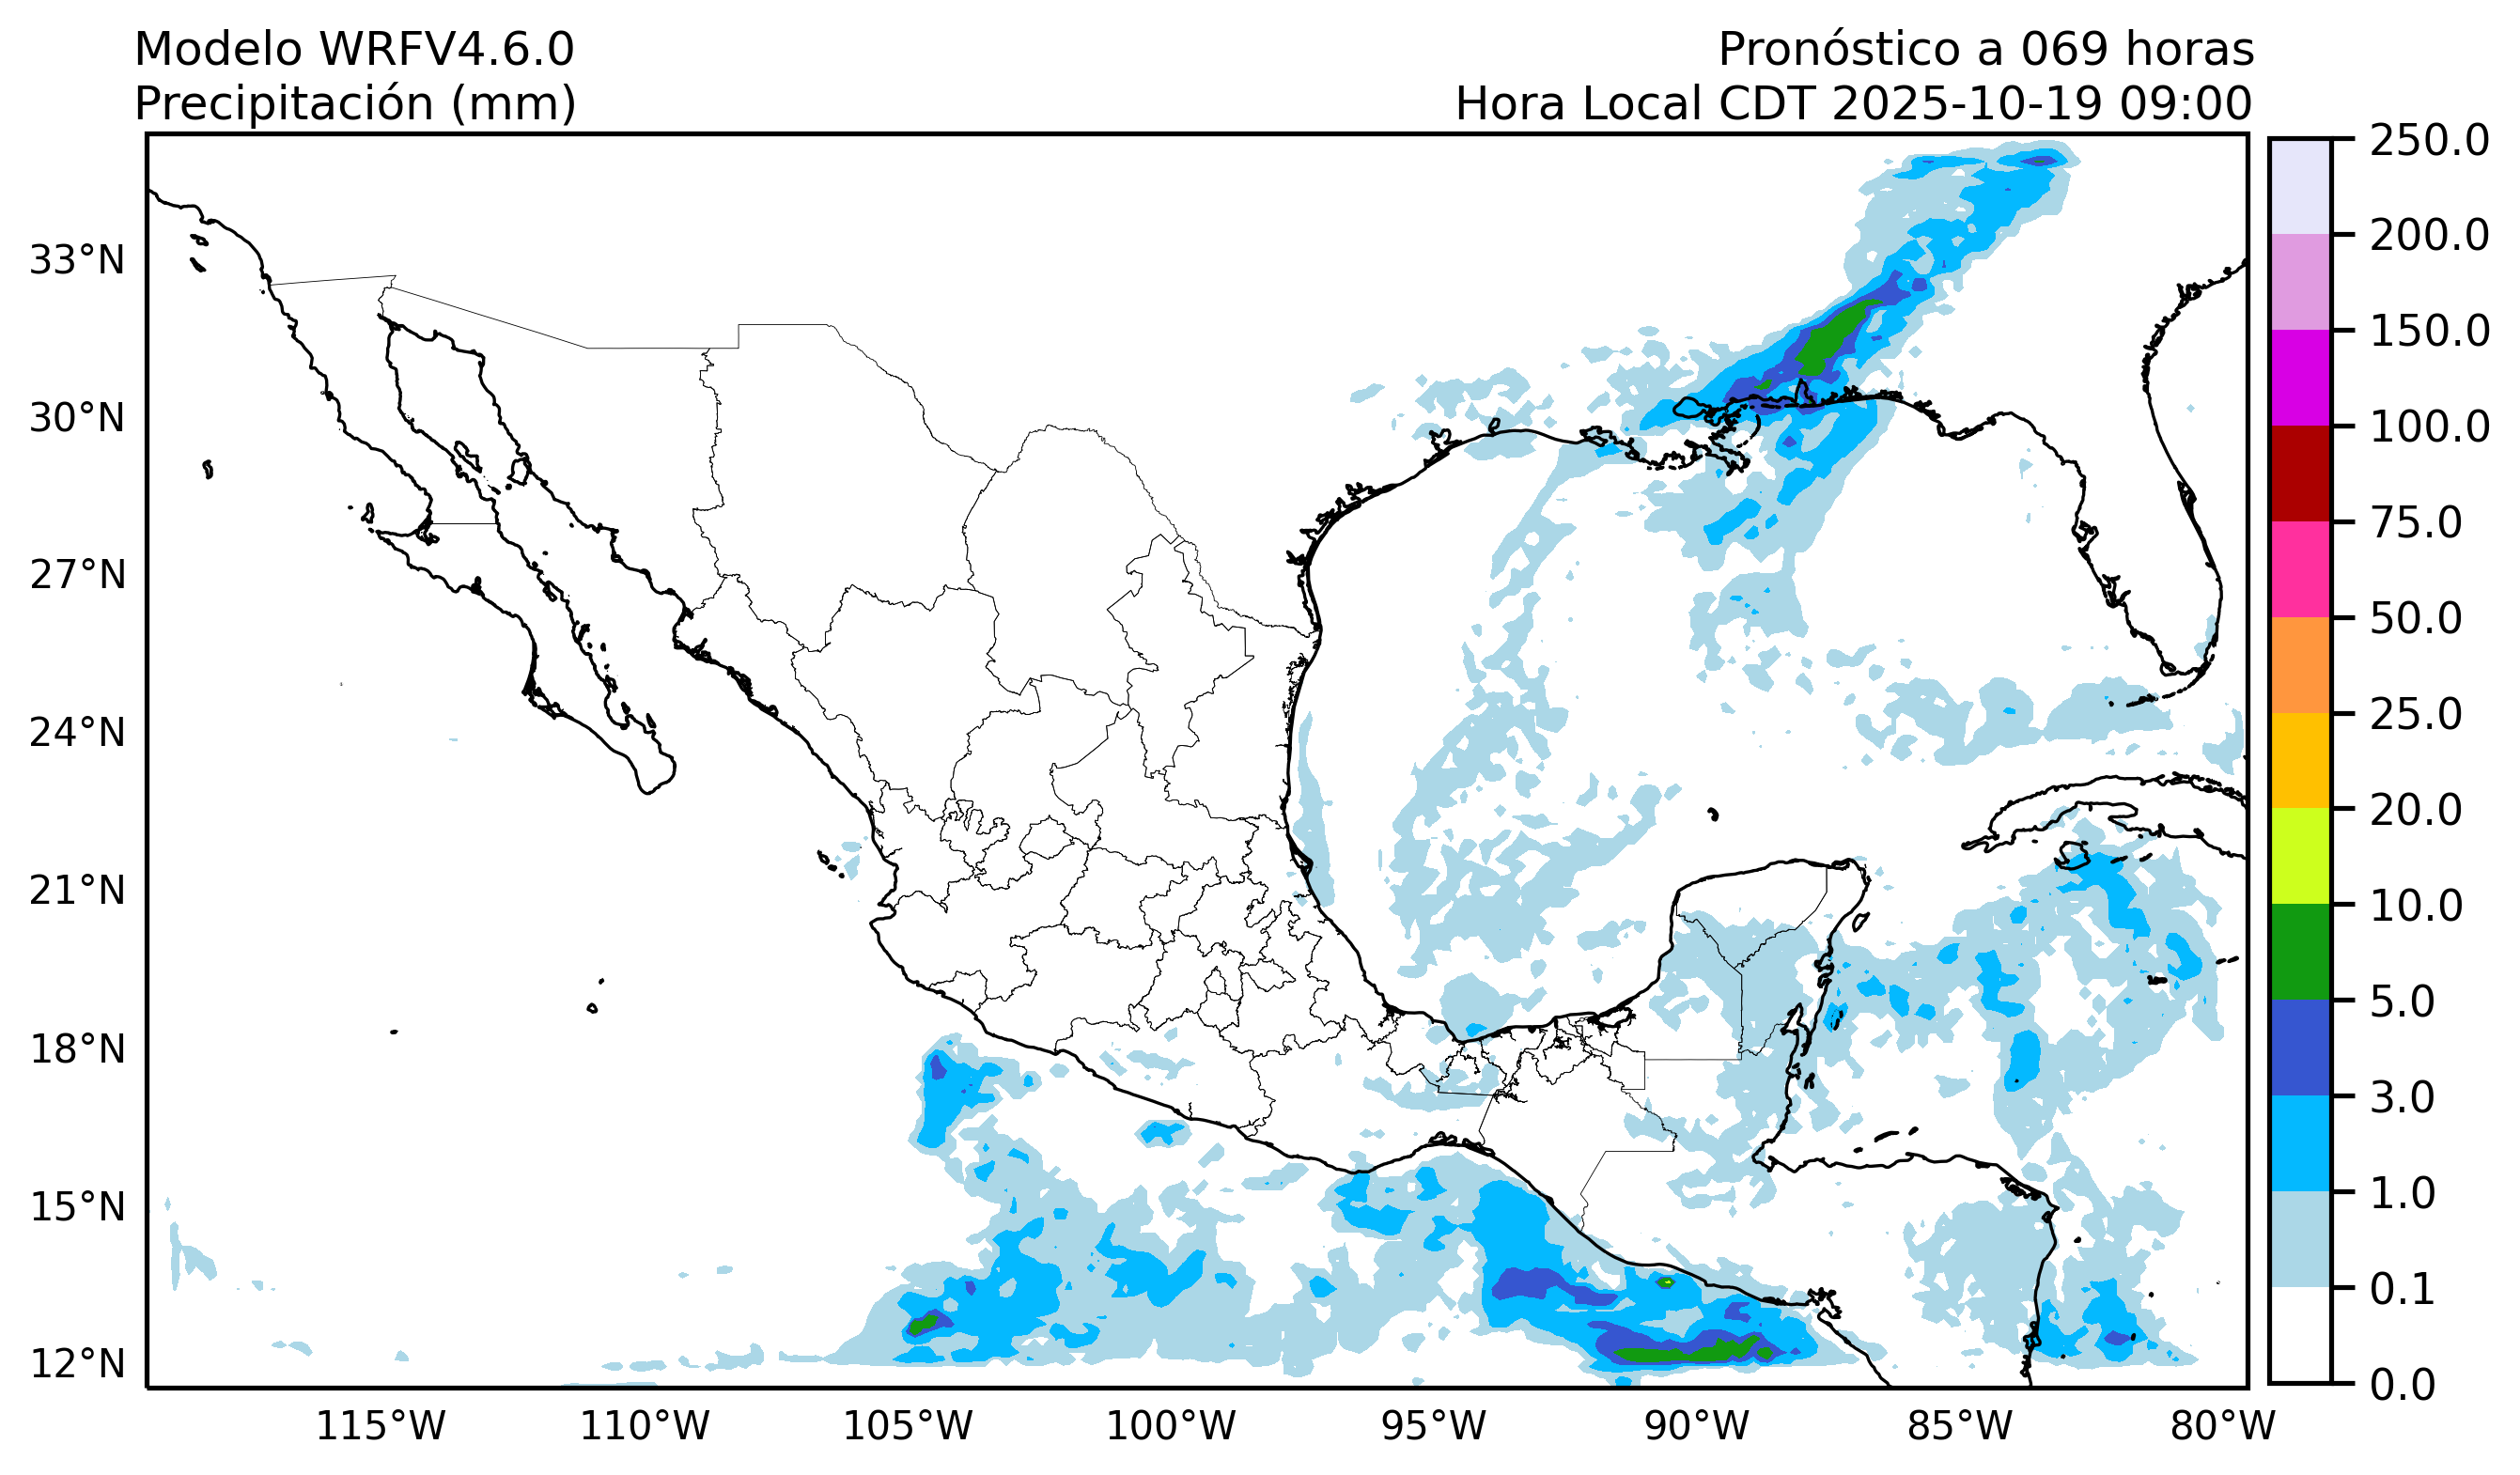 Modelo WRFV4.6.0
Precipitación (mm)
Pronóstico a 069 horas
Hora Local CDT 2025-10-19 09:00
33°N
30°N
27°N
24°N
21°N
18°N
15°N
12°N
115°W
110°W
105°W
100°W
95°W
90°W
85°W
80°W
250.0
200.0
150.0
100.0
75.0
50.0
25.0
20.0
10.0
5.0
3.0
1.0
0.1
0.0